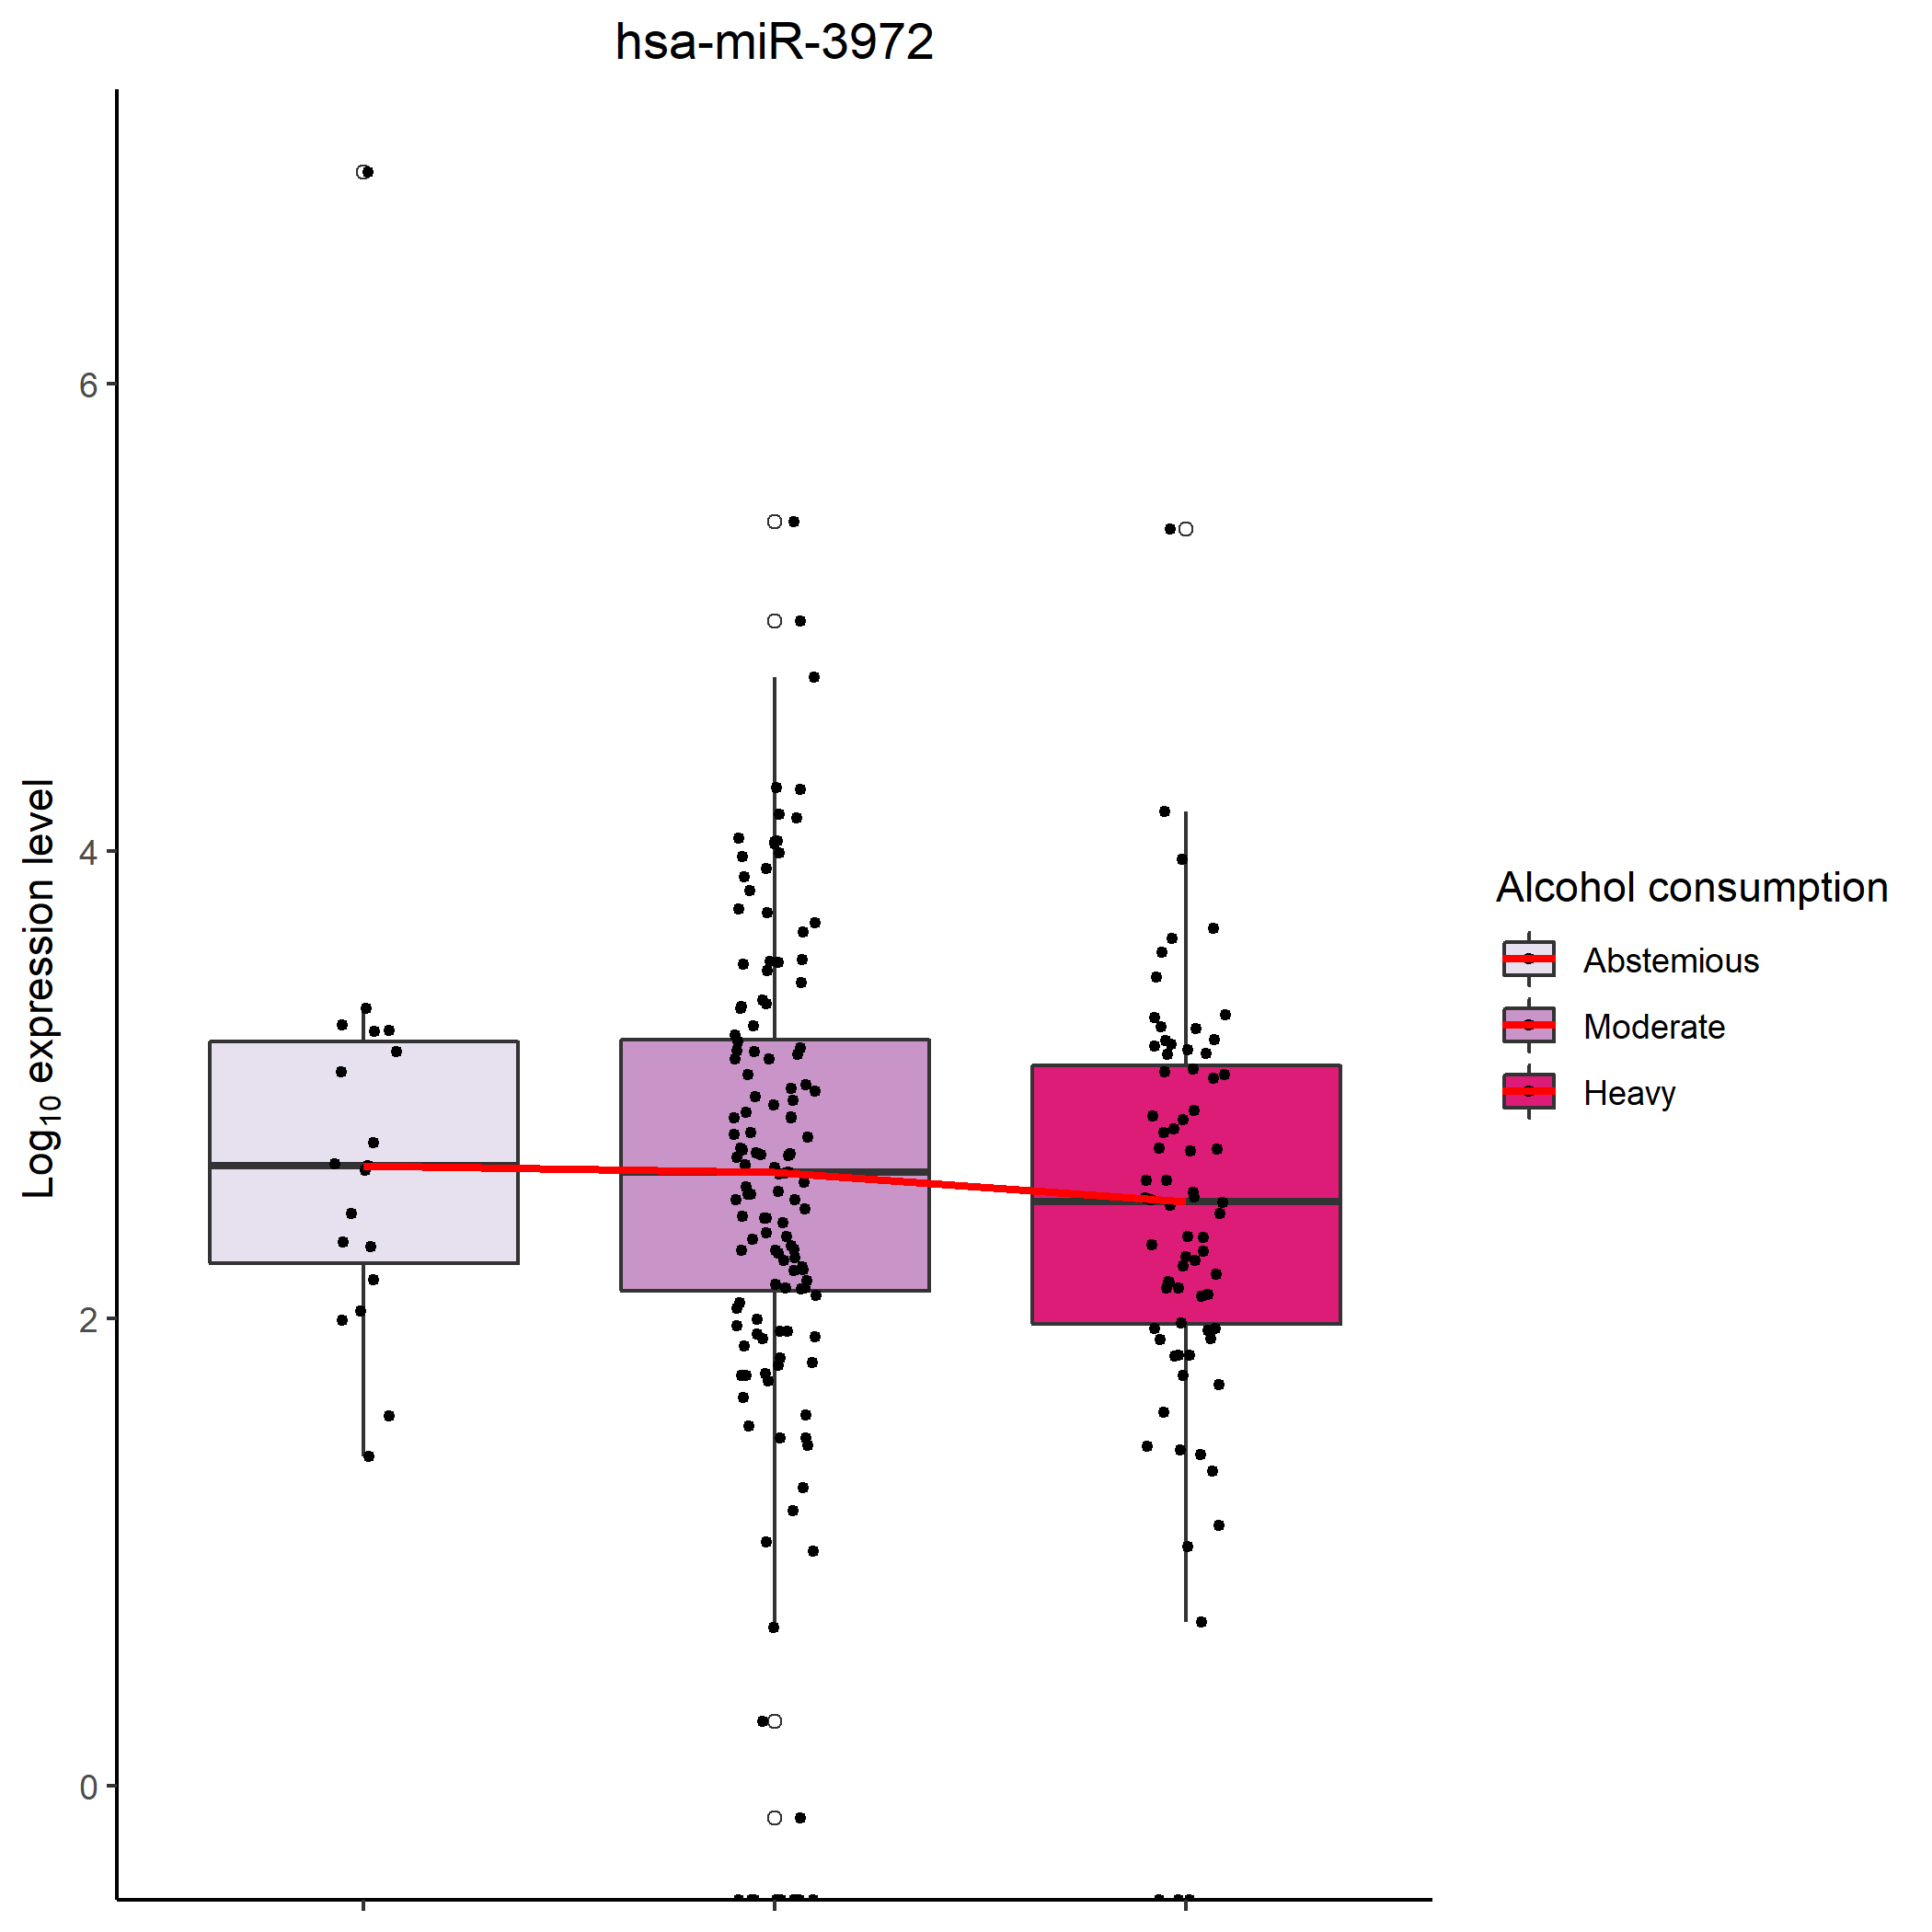 hsa-miR-3972
Log₁₀ expression level
6
4
2
0
Alcohol consumption
Abstemious
Moderate
Heavy